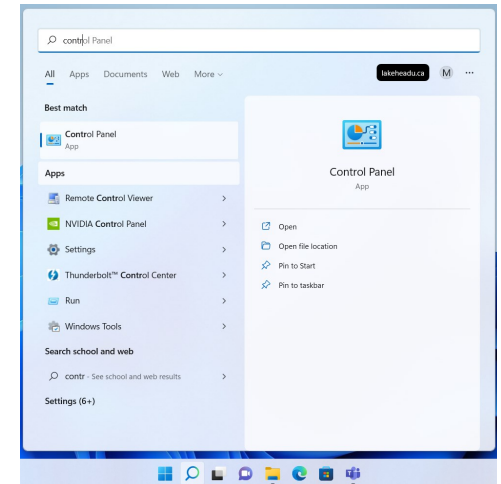 control Panel
All Apps Documents Web More
lakeheadu.ca M ...
Best match
Control Panel
App
Apps
Remote Control Viewer
NVIDIA Control Panel
Settings
Thunderbolt™ Control Center
Run
Windows Tools
Search school and web
contr - See school and web results
Settings (6+)
Control Panel
App
Open
Open file location
Pin to Start
Pin to taskbar